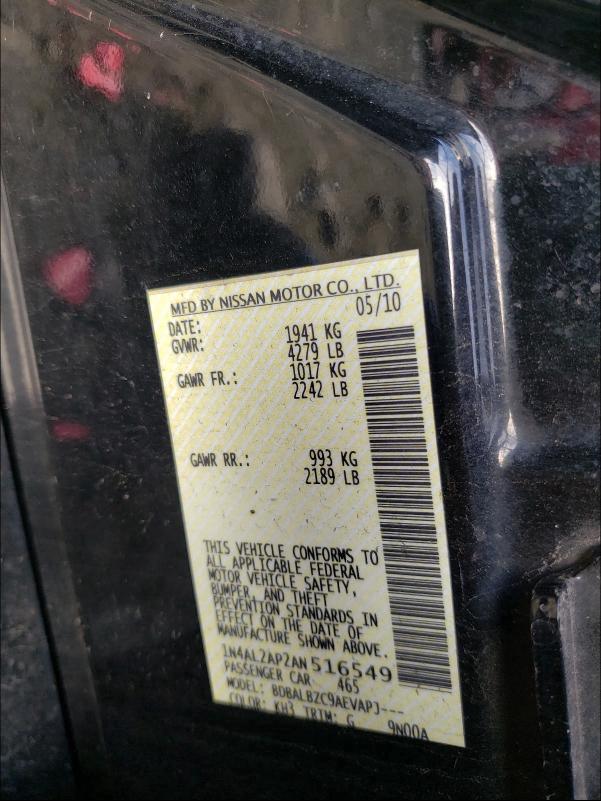 MFD BY NISSAN MOTOR CO., LTD.
DATE: 05/10
GVWR: 1941 KG
4279 LB
GAWR FR.: 1017 KG
2242 LB
GAWR RR.: 993 KG
2189 LB
THIS VEHICLE CONFORMS TO
ALL APPLICABLE FEDERAL
MOTOR VEHICLE SAFETY,
BUMPER, AND THEFT
PREVENTION STANDARDS IN
EFFECT ON THE DATE OF
MANUFACTURE SHOWN ABOVE.
1N4AL2AP2AN516549
PASSENGER CAR 465
MODEL: BDBALBZC9AEVAPJ---
COLOR: KH3 TRIM: G 9N00A